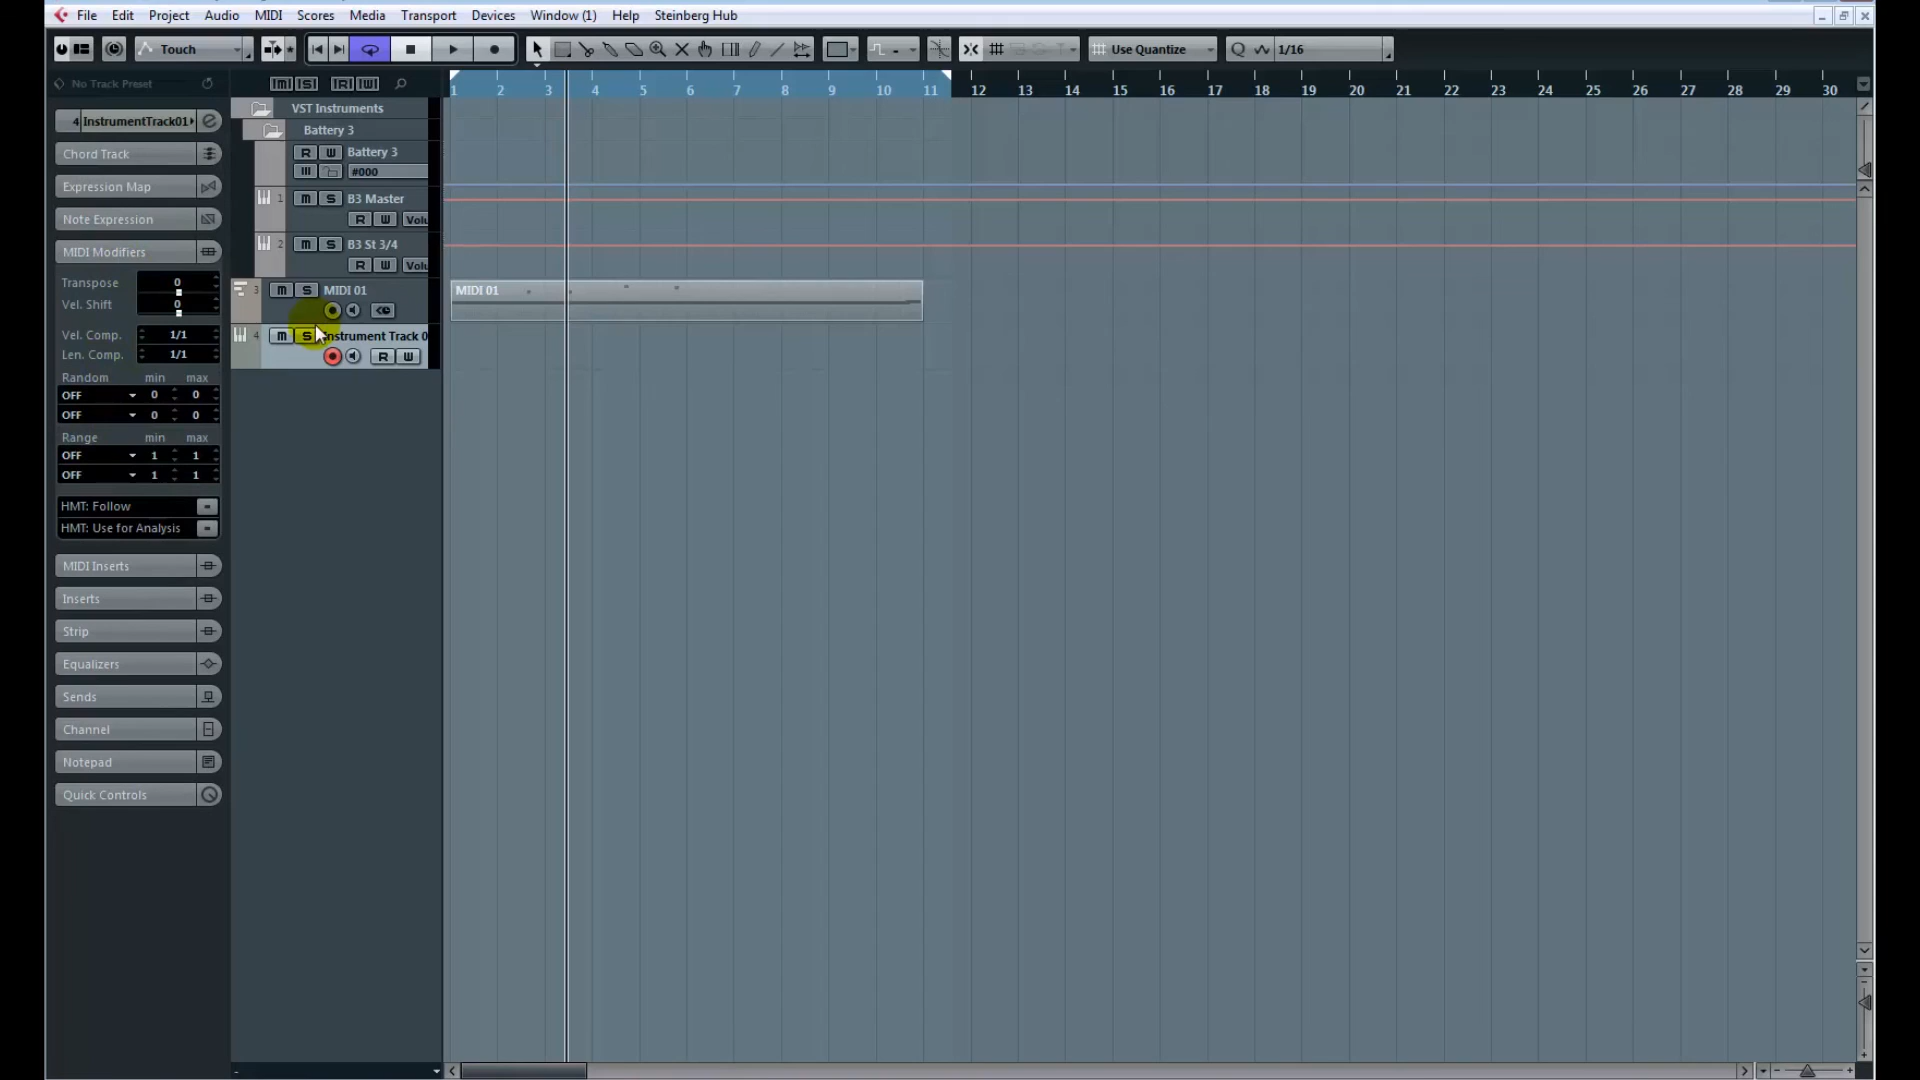 File Edit Project Audio MIDI Scores Media Transport Devices Window (1) Help Steinberg Hub
Touch Use Quantize Q 1/16
No Track Preset
1 2 3 4 5 6 7 8 9 10 11 12 13 14 15 16 17 18 19 20 21 22 23 24 25 26 27 28 29 30
VST Instruments
4 InstrumentTrack01
Battery 3
Chord Track
R W Battery 3
#000
Expression Map
1 m S B3 Master
Note Expression
R W Volu
2 m S B3 St 3/4
MIDI Modifiers
R W Volu
Transpose 0
3 m S MIDI 01
MIDI 01
Vel. Shift 0
Vel. Comp. 1/1
4 m S Instrument Track 0
Len. Comp. 1/1
R W
Random min max
OFF 0 0
OFF 0 0
Range min max
OFF 1 1
OFF 1 1
HMT: Follow
HMT: Use for Analysis
MIDI Inserts
Inserts
Strip
Equalizers
Sends
Channel
Notepad
Quick Controls